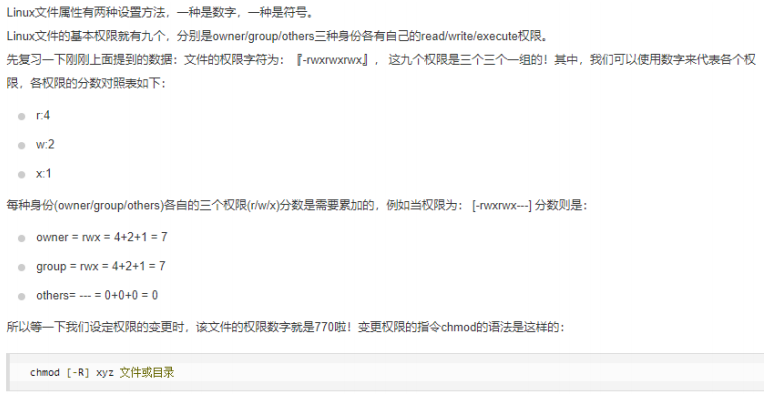 Linux文件属性有两种设置方法，一种是数字，一种是符号。
Linux文件的基本权限就有九个，分别是owner/group/others三种身份各有自己的read/write/execute权限。
先复习一下刚刚上面提到的数据：文件的权限字符为：『-rwxrwxrwx』， 这九个权限是三个三个一组的！其中，我们可以使用数字来代表各个权
限，各权限的分数对照表如下：
r:4
w:2
x:1
每种身份(owner/group/others)各自的三个权限(r/w/x)分数是需要累加的，例如当权限为： [-rwxrwx---] 分数则是：
owner = rwx = 4+2+1 = 7
group = rwx = 4+2+1 = 7
others= --- = 0+0+0 = 0
所以等一下我们设定权限的变更时，该文件的权限数字就是770啦！变更权限的指令chmod的语法是这样的：
chmod [-R] xyz 文件或目录